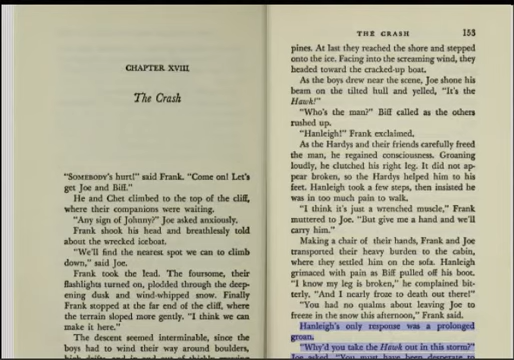 CHAPTER XVIII
The Crash
"SOMEBODY'S hurt!" said Frank. "Come on! Let's
get Joe and Biff."
He and Chet climbed to the top of the cliff,
where their companions were waiting.
"Any sign of Johnny?" Joe asked anxiously.
Frank shook his head and breathlessly told
about the wrecked iceboat.
"We'll find the nearest spot we can to climb
down," said Joe.
Frank took the lead. The foursome, their
flashlights turned on, plodded through the deep-
ening dusk and wind-whipped snow. Finally
Frank stopped at the far end of the cliff, where
the terrain sloped more gently. "I think we can
make it here."
The descent seemed interminable, since the
boys had to wind their way around boulders,
THE CRASH 153
pines. At last they reached the shore and stepped
onto the ice. Facing into the screaming wind, they
headed toward the cracked-up boat.
As the boys drew near the scene, Joe shone his
beam on the tilted hull and yelled, "It's the
Hawk!"
"Who's the man?" Biff called as the others
rushed up.
"Hanleigh!" Frank exclaimed.
As the Hardys and their friends carefully freed
the man, he regained consciousness. Groaning
loudly, he clutched his right leg. It did not ap-
pear broken, so the Hardys helped him to his
feet. Hanleigh took a few steps, then insisted he
was in too much pain to walk.
"I think it's just a wrenched muscle," Frank
muttered to Joe. "But give me a hand and we'll
carry him."
Making a chair of their hands, Frank and Joe
transported their heavy burden to the cabin,
where they settled him on the sofa. Hanleigh
grimaced with pain as Biff pulled off his boot.
"I know my leg is broken," he complained bit-
terly. "And I nearly froze to death out there!"
"You had no qualms about leaving Joe to
freeze in the snow this afternoon," Frank said.
Hanleigh's only response was a prolonged
groan.
"Why'd you take the Hawk out in this storm?"
Joe asked. "You must have been desperate to